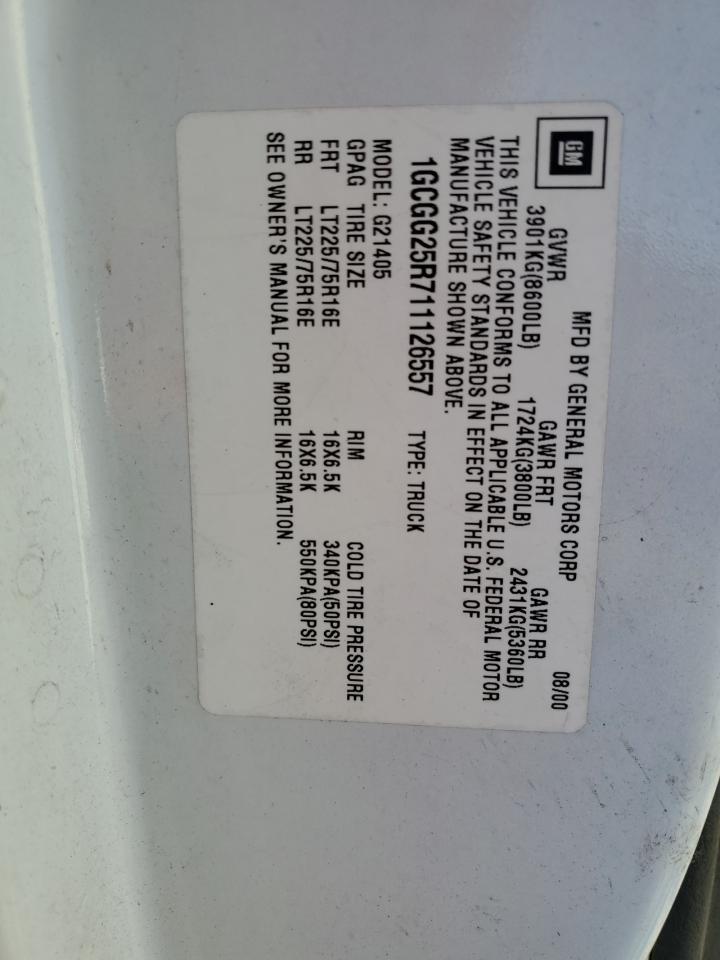 GM
MFD BY GENERAL MOTORS CORP 08/00
GVWR GAWR FRT GAWR RR
3901KG(8600LB) 1724KG(3800LB) 2431KG(5360LB)
THIS VEHICLE CONFORMS TO ALL APPLICABLE U.S. FEDERAL MOTOR
VEHICLE SAFETY STANDARDS IN EFFECT ON THE DATE OF
MANUFACTURE SHOWN ABOVE.
1GCGG25R711126557 TYPE: TRUCK
MODEL: G21405
GPAG TIRE SIZE RIM COLD TIRE PRESSURE
FRT LT225/75R16E 16X6.5K 340KPA(50PSI)
RR LT225/75R16E 16X6.5K 550KPA(80PSI)
SEE OWNER'S MANUAL FOR MORE INFORMATION.